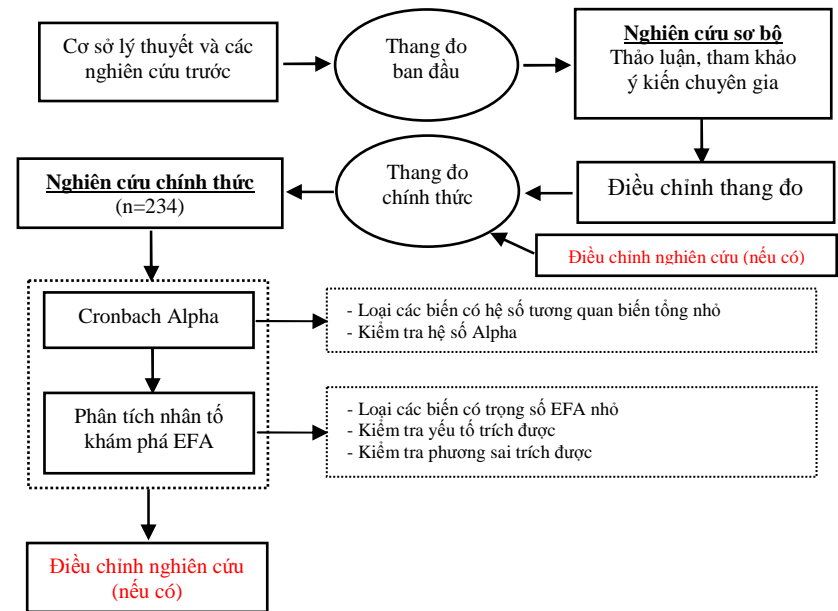 Cơ sở lý thuyết và các
nghiên cứu trước
Thang đo
ban đầu
Nghiên cứu sơ bộ
Thảo luận, tham khảo
ý kiến chuyên gia
Nghiên cứu chính thức
(n=234)
Thang đo
chính thức
Điều chỉnh thang đo
Điều chỉnh nghiên cứu (nếu có)
Cronbach Alpha
- Loại các biến có hệ số tương quan biến tổng nhỏ
- Kiểm tra hệ số Alpha
Phân tích nhân tố
khám phá EFA
- Loại các biến có trọng số EFA nhỏ
- Kiểm tra yếu tố trích được
- Kiểm tra phương sai trích được
Điều chỉnh nghiên cứu
(nếu có)